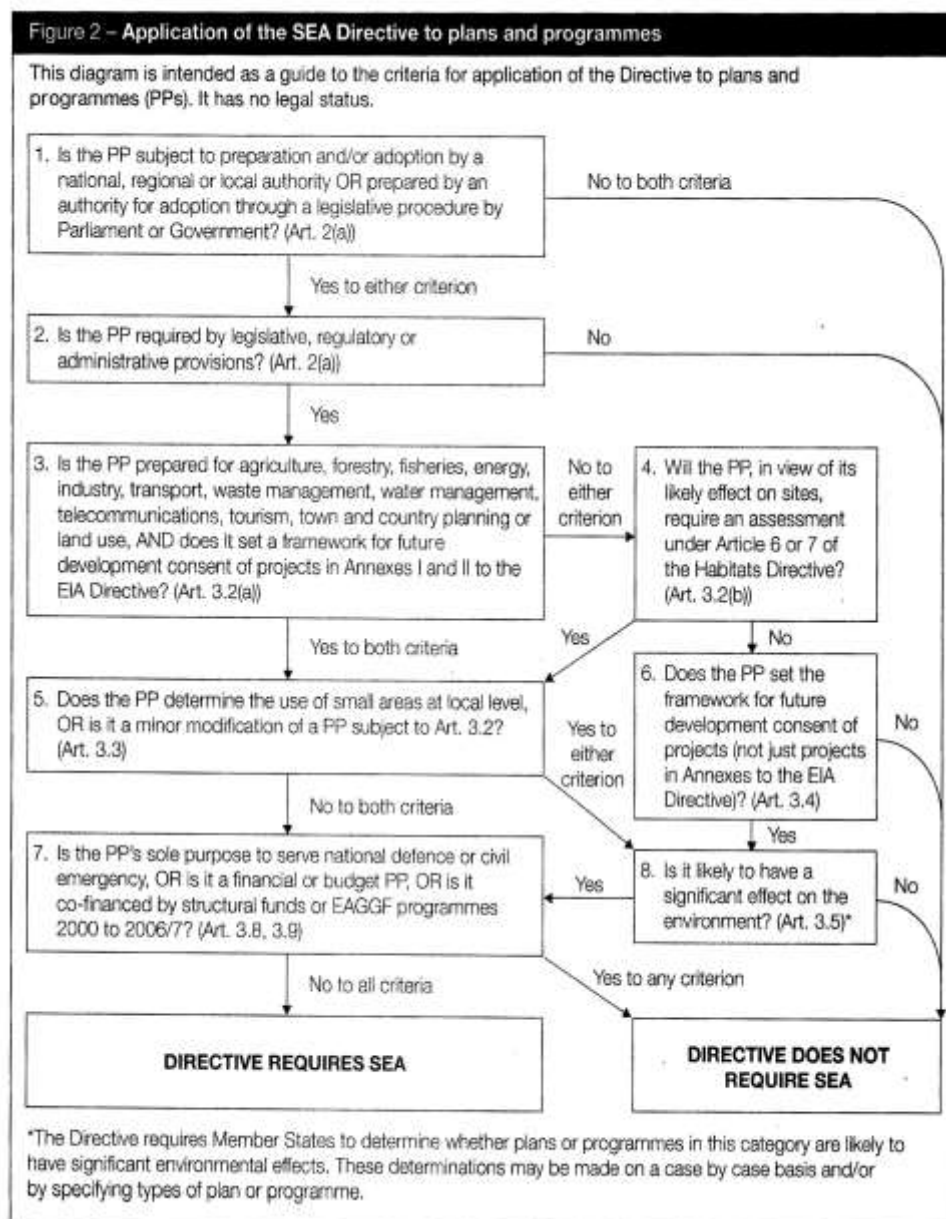 Figure 2 – Application of the SEA Directive to plans and programmes
This diagram is intended as a guide to the criteria for application of the Directive to plans and
programmes (PPs). It has no legal status.
1. Is the PP subject to preparation and/or adoption by a
national, regional or local authority OR prepared by an
authority for adoption through a legislative procedure by
Parliament or Government? (Art. 2(a))
No to both criteria
Yes to either criterion
2. Is the PP required by legislative, regulatory or
administrative provisions? (Art. 2(a))
No
Yes
3. Is the PP prepared for agriculture, forestry, fisheries, energy,
industry, transport, waste management, water management,
telecommunications, tourism, town and country planning or
land use, AND does it set a framework for future
development consent of projects in Annexes I and II to the
EIA Directive? (Art. 3.2(a))
No to
either
criterion
4. Will the PP, in view of its
likely effect on sites,
require an assessment
under Article 6 or 7 of
the Habitats Directive?
(Art. 3.2(b))
Yes to both criteria
Yes
No
5. Does the PP determine the use of small areas at local level,
OR is it a minor modification of a PP subject to Art. 3.2?
(Art. 3.3)
Yes to
either
criterion
6. Does the PP set the
framework for future
development consent of
projects (not just projects
in Annexes to the EIA
Directive)? (Art. 3.4)
No
No to both criteria
Yes
7. Is the PP's sole purpose to serve national defence or civil
emergency, OR is it a financial or budget PP, OR is it
co-financed by structural funds or EAGGF programmes
2000 to 2006/7? (Art. 3.8, 3.9)
Yes
8. Is it likely to have a
significant effect on the
environment? (Art. 3.5)*
No
No to all criteria
Yes to any criterion
DIRECTIVE REQUIRES SEA
DIRECTIVE DOES NOT
REQUIRE SEA
*The Directive requires Member States to determine whether plans or programmes in this category are likely to
have significant environmental effects. These determinations may be made on a case by case basis and/or
by specifying types of plan or programme.